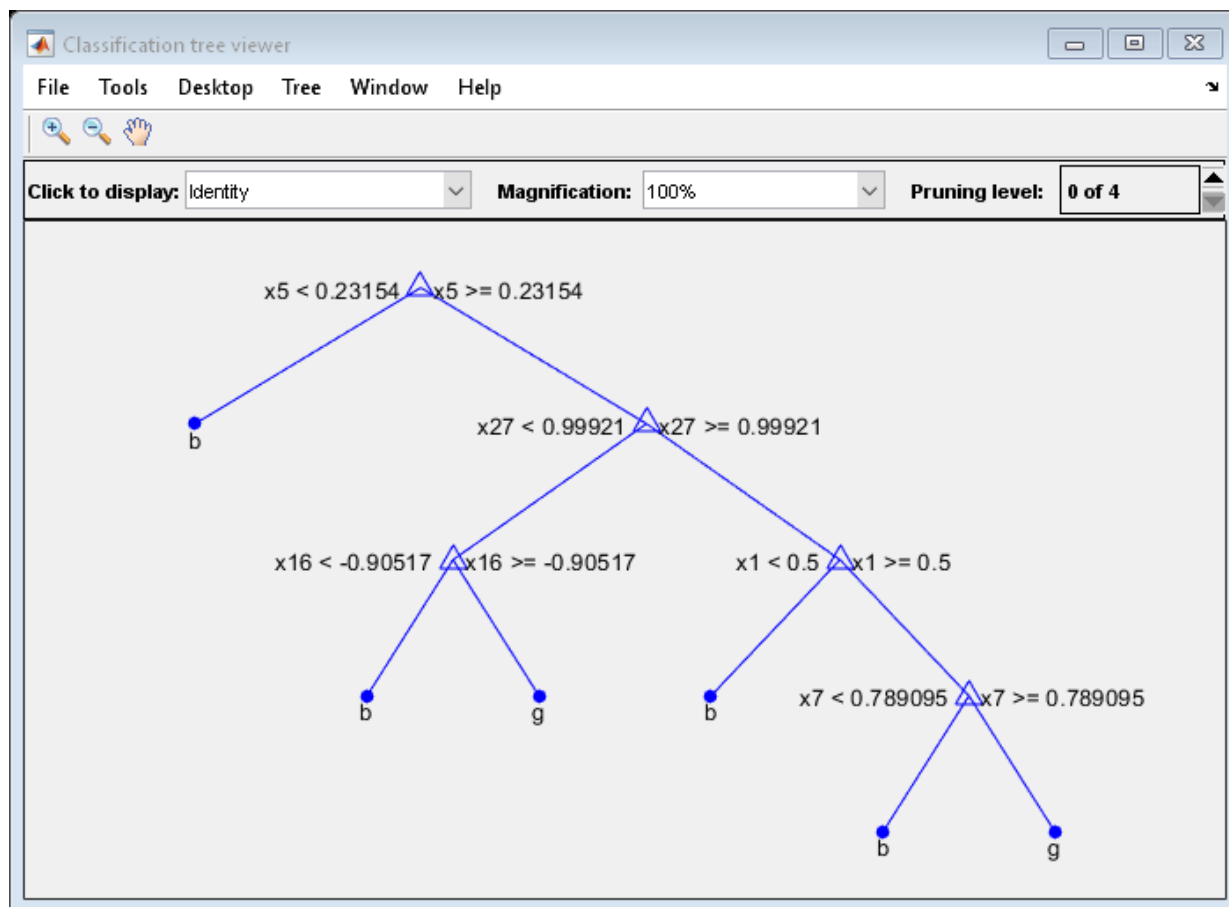 Classification tree viewer
File Tools Desktop Tree Window Help
Click to display: Identity Magnification: 100% Pruning level: 0 of 4
x5 < 0.23154 x5 >= 0.23154
b
x27 < 0.99921 x27 >= 0.99921
x16 < -0.90517 x16 >= -0.90517 x1 < 0.5 x1 >= 0.5
b g b
x7 < 0.789095 x7 >= 0.789095
b g